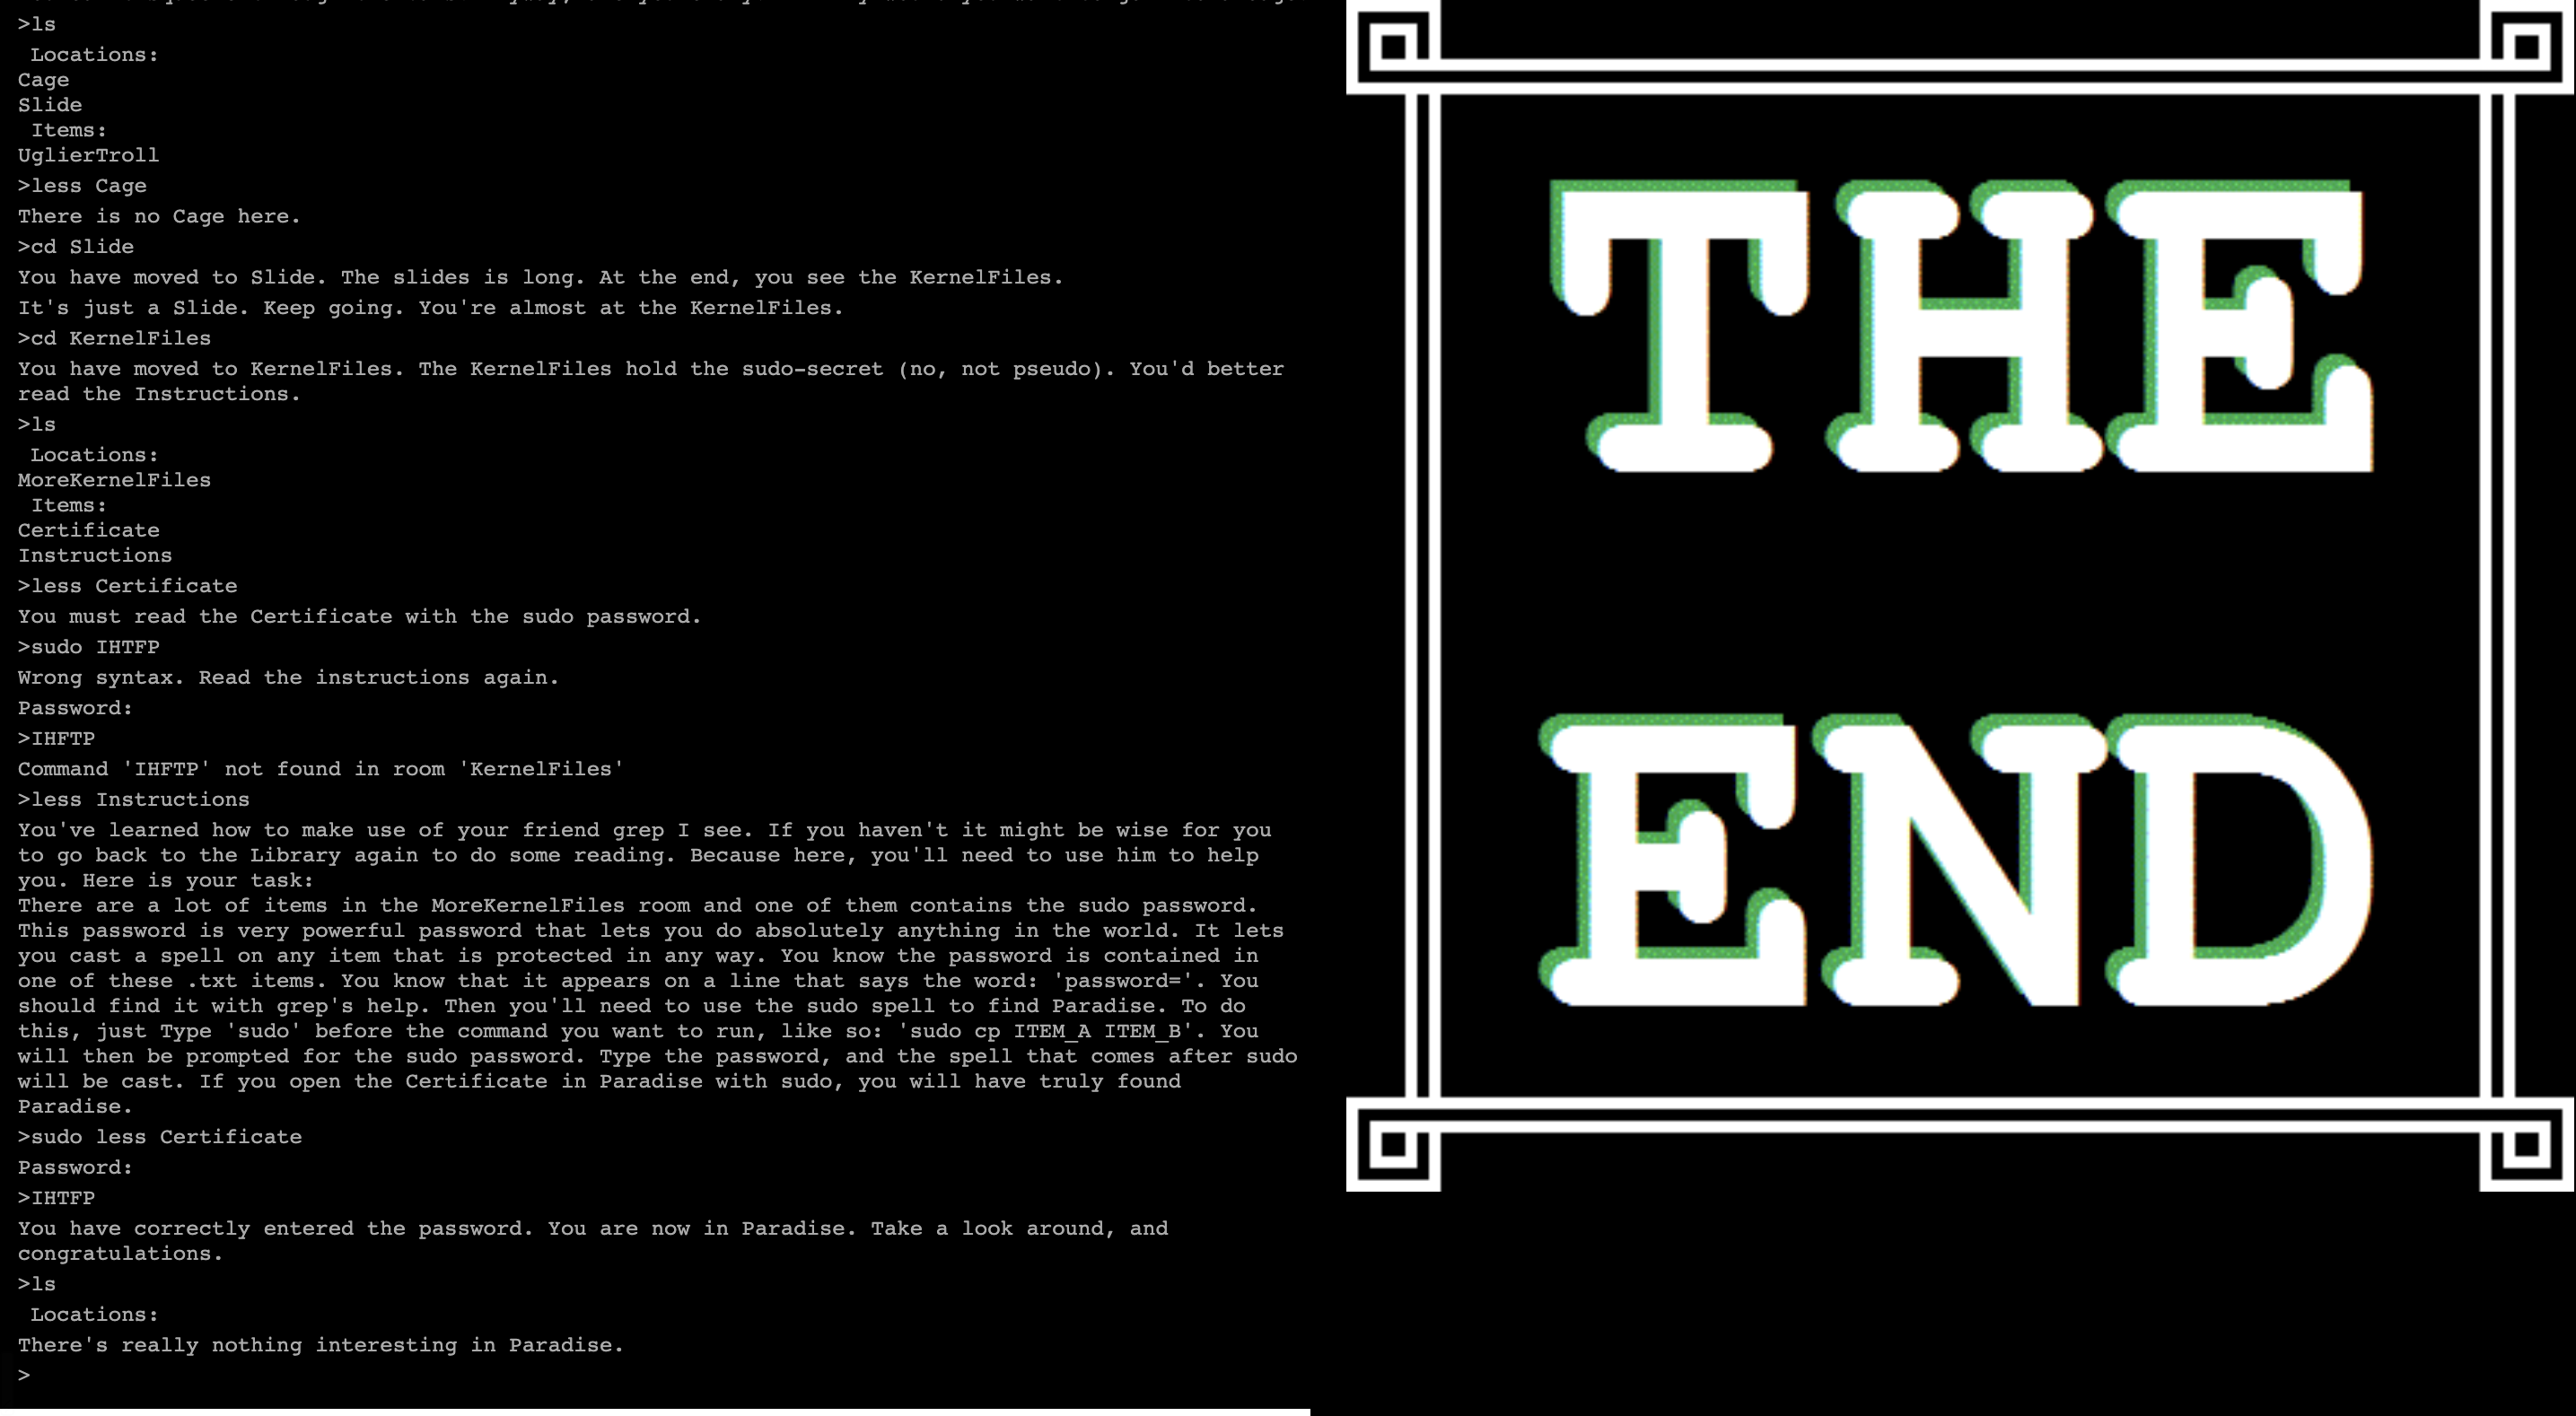 >ls
Locations:
Cage
Slide
Items:
UglierTroll
>less Cage
There is no Cage here.
>cd Slide
You have moved to Slide. The slides is long. At the end, you see the KernelFiles.
It's just a Slide. Keep going. You're almost at the KernelFiles.
>cd KernelFiles
You have moved to KernelFiles. The KernelFiles hold the sudo-secret (no, not pseudo). You'd better
read the Instructions.
>ls
Locations:
MoreKernelFiles
Items:
Certificate
Instructions
>less Certificate
You must read the Certificate with the sudo password.
>sudo IHTFP
Wrong syntax. Read the instructions again.
Password:
>IHFTP
Command 'IHFTP' not found in room 'KernelFiles'
>less Instructions
You've learned how to make use of your friend grep I see. If you haven't it might be wise for you
to go back to the Library again to do some reading. Because here, you'll need to use him to help
you. Here is your task:
There are a lot of items in the MoreKernelFiles room and one of them contains the sudo password.
This password is very powerful password that lets you do absolutely anything in the world. It lets
you cast a spell on any item that is protected in any way. You know the password is contained in
one of these .txt items. You know that it appears on a line that says the word: 'password='. You
should find it with grep's help. Then you'll need to use the sudo spell to find Paradise. To do
this, just Type 'sudo' before the command you want to run, like so: 'sudo cp ITEM_A ITEM_B'. You
will then be prompted for the sudo password. Type the password, and the spell that comes after sudo
will be cast. If you open the Certificate in Paradise with sudo, you will have truly found
Paradise.
>sudo less Certificate
Password:
>IHTFP
You have correctly entered the password. You are now in Paradise. Take a look around, and
congratulations.
>ls
Locations:
There's really nothing interesting in Paradise.
>
THE
END